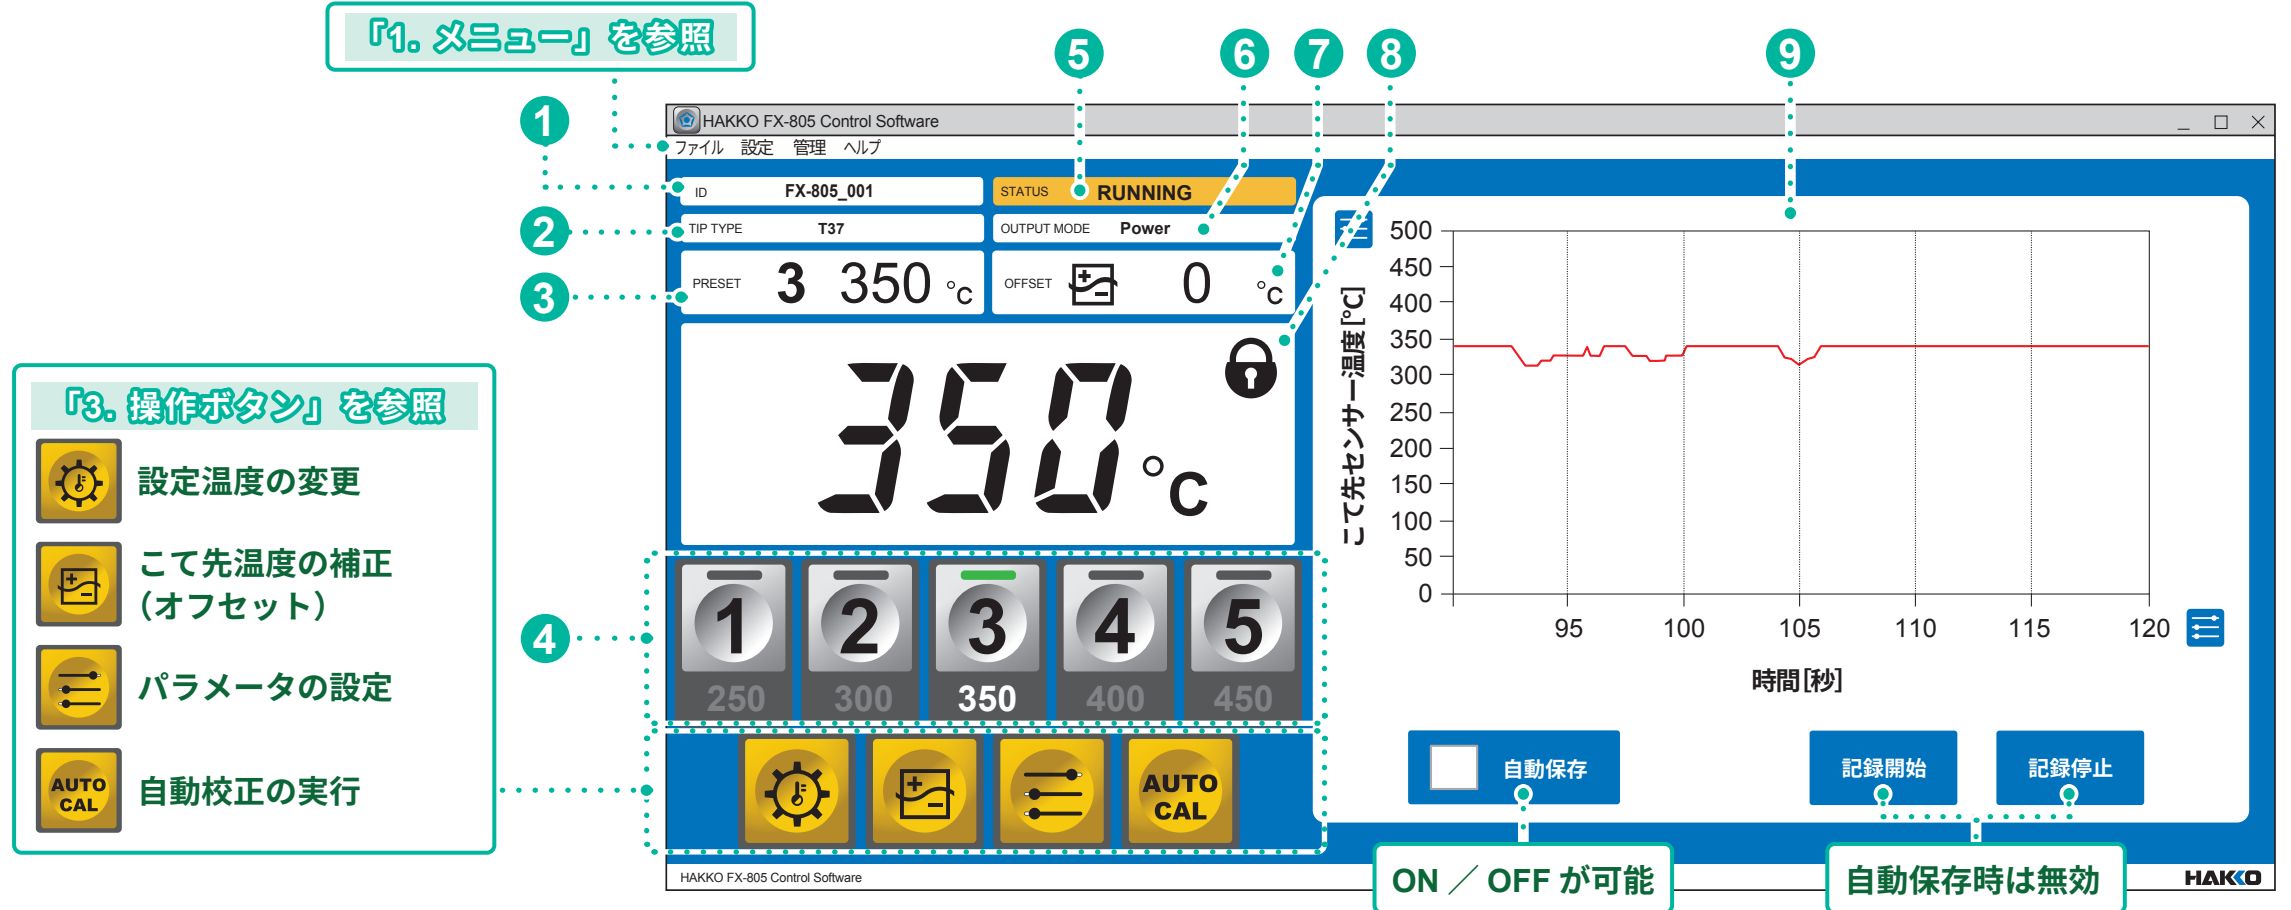 「1. メニュー」を参照
5
6
7
8
9
1
HAKKO FX-805 Control Software
ファイル 設定 管理 ヘルプ
ID FX-805_001
STATUS RUNNING
2
TIP TYPE T37
OUTPUT MODE Power
3
PRESET 3 350 °C
OFFSET + - 0 °C
350 °C
500
450
400
350
300
250
200
150
100
50
0
こて先センサー温度[°C]
95 100 105 110 115 120
時間[秒]
「3. 操作ボタン」を参照
設定温度の変更
こて先温度の補正
（オフセット）
パラメータの設定
AUTO
CAL
自動校正の実行
4
1 2 3 4 5
250 300 350 400 450
AUTO
CAL
自動保存
記録開始
記録停止
ON ／ OFF が可能
自動保存時は無効
HAKKO FX-805 Control Software
HAKKO